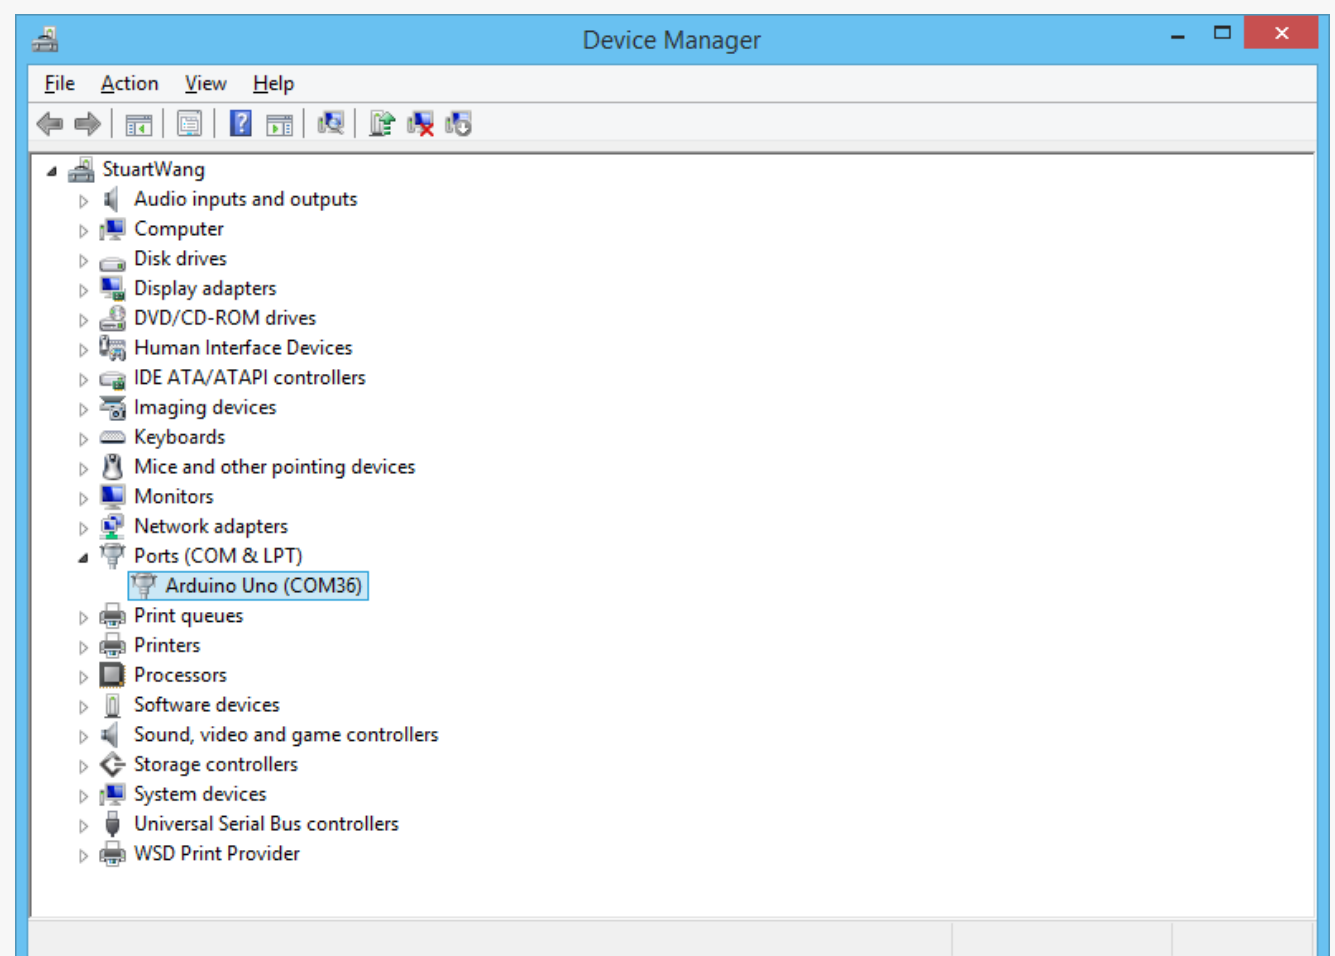 Device Manager
File Action View Help
StuartWang
Audio inputs and outputs
Computer
Disk drives
Display adapters
DVD/CD-ROM drives
Human Interface Devices
IDE ATA/ATAPI controllers
Imaging devices
Keyboards
Mice and other pointing devices
Monitors
Network adapters
Ports (COM & LPT)
Arduino Uno (COM36)
Print queues
Printers
Processors
Software devices
Sound, video and game controllers
Storage controllers
System devices
Universal Serial Bus controllers
WSD Print Provider